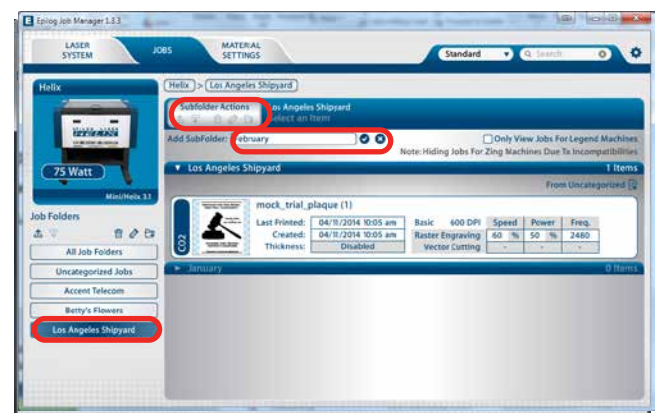 Epilog Job Manager 1.3.3
LASER SYSTEM
JOBS
MATERIAL SETTINGS
Standard
Search
Helix
75 Watt
Mini/Helix 3.1
Job Folders
All Job Folders
Uncategorized Jobs
Accent Telecom
Betty's Flowers
Los Angeles Shipyard
Helix > Los Angeles Shipyard
Subfolder Actions
Los Angeles Shipyard
Select an Item
Add SubFolder: ebruary
Only View Jobs For Legend Machines
Note: Hiding Jobs For Zing Machines Due To Incompatibilities
Los Angeles Shipyard 1 Items
From Uncategorized
CO2
mock_trial_plaque (1)
Last Printed: 04/11/2014 10:05 am Basic 600 DPI Speed Power Freq.
Created: 04/11/2014 10:05 am Raster Engraving 60 % 50 % 2480
Thickness: Disabled Vector Cutting - - -
January 0 Items